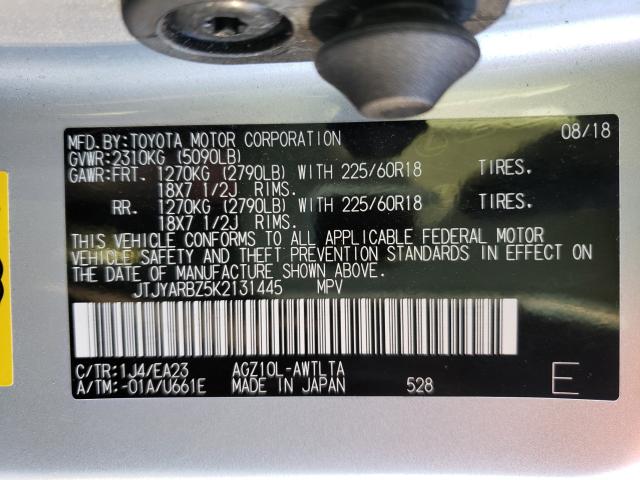 MFD.BY:TOYOTA MOTOR CORPORATION 08/18
GVWR:2310KG (5090LB)
GAWR:FRT. 1270KG (2790LB) WITH 225/60R18 TIRES.
18X7 1/2J RIMS.
RR. 1270KG (2790LB) WITH 225/60R18 TIRES.
18X7 1/2J RIMS.
THIS VEHICLE CONFORMS TO ALL APPLICABLE FEDERAL MOTOR
VEHICLE SAFETY AND THEFT PREVENTION STANDARDS IN EFFECT ON
THE DATE OF MANUFACTURE SHOWN ABOVE.
JTJYARBZ5K2131445 MPV
C/TR:1J4/EA23 AGZ10L-AWTLTA
A/TM:-01A/U661E MADE IN JAPAN 528 E